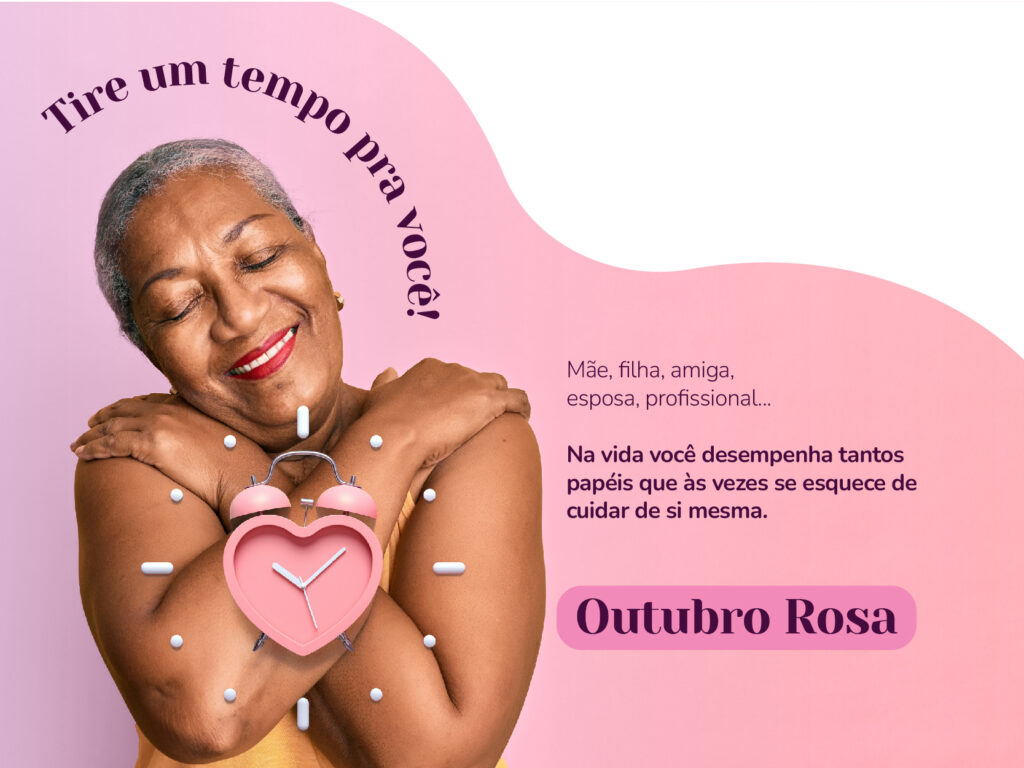 Tire um tempo pra você!
Mãe, filha, amiga,
esposa, profissional...
Na vida você desempenha tantos
papéis que às vezes se esquece de
cuidar de si mesma.
Outubro Rosa